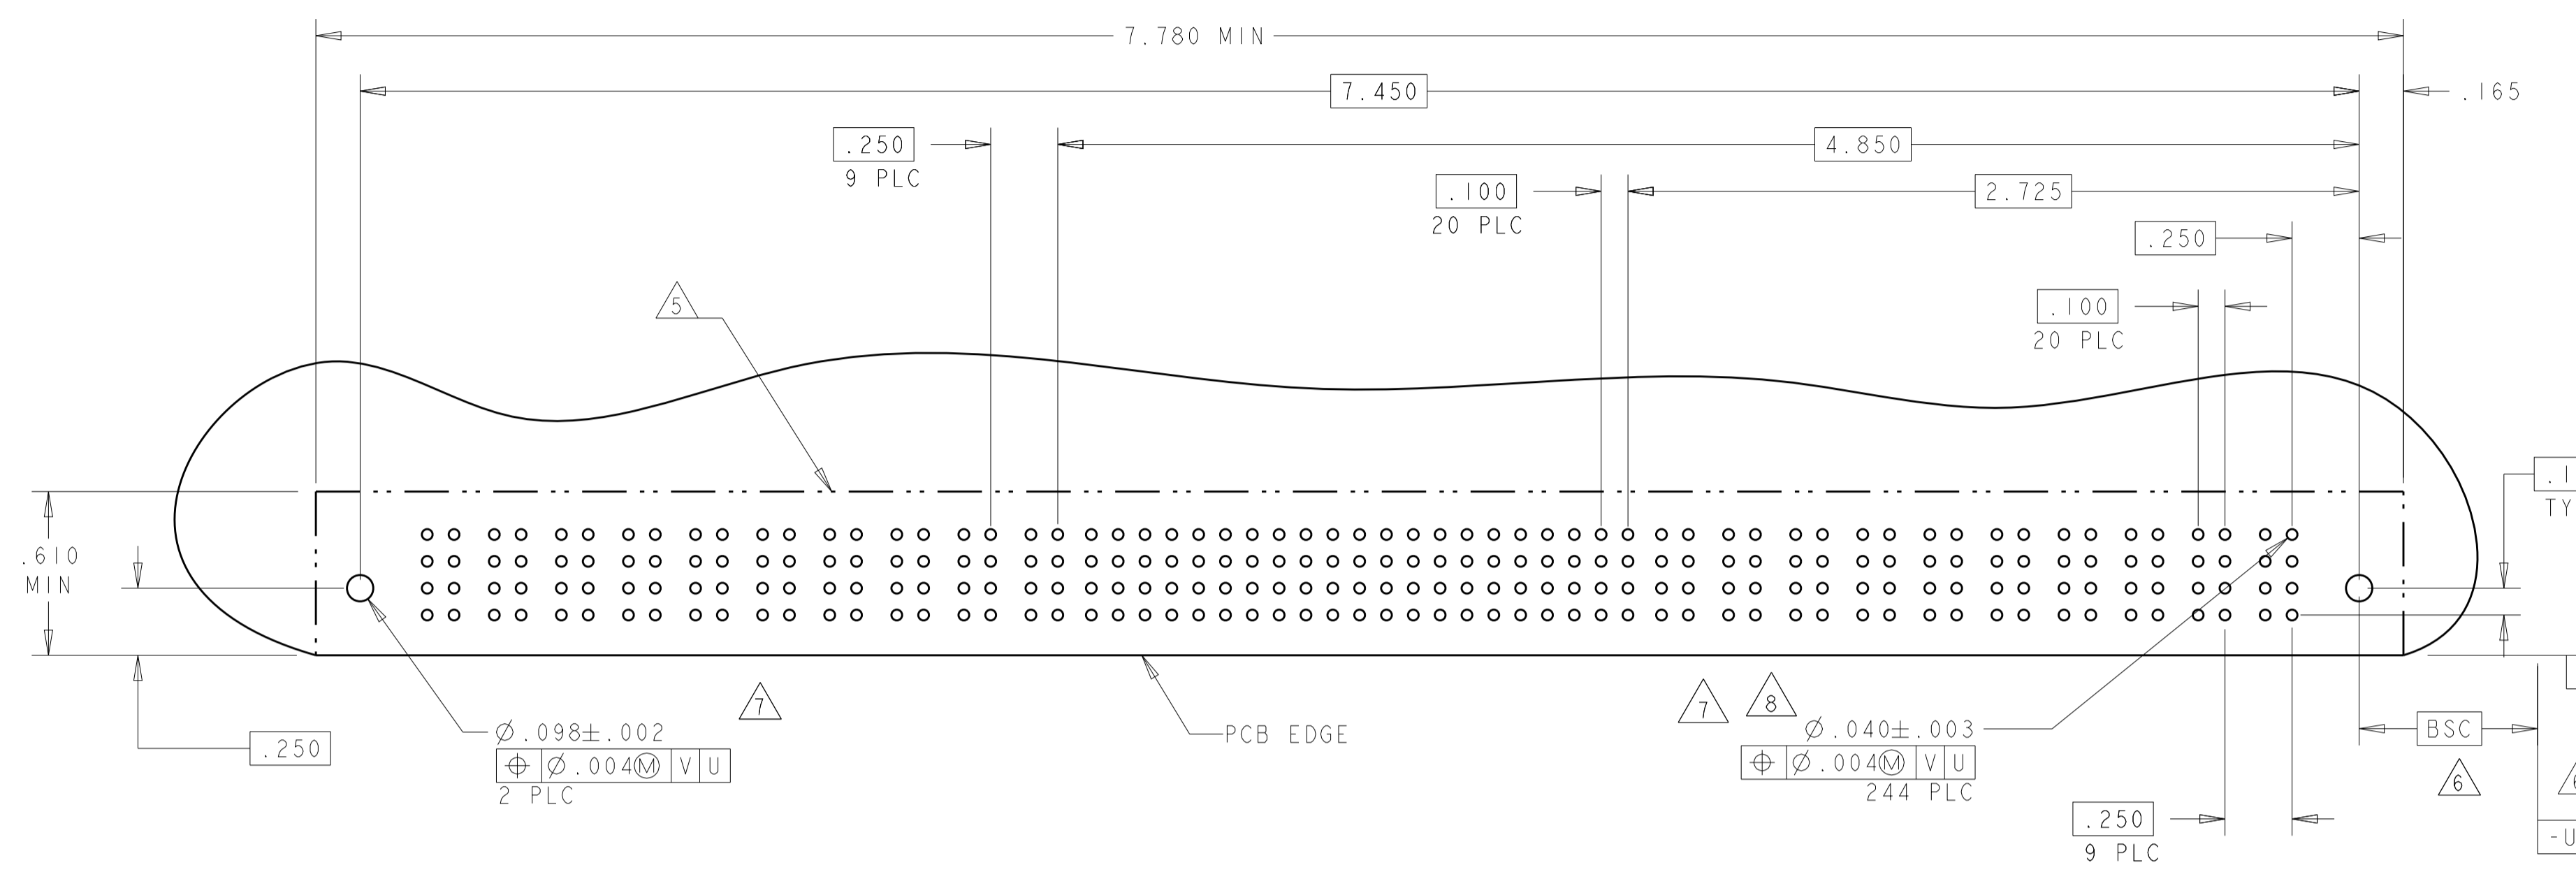 7.780 MIN
7.450
.165
.250
9 PLC
4.850
.100
20 PLC
2.725
.250
.100
20 PLC
5
.610
MIN
.250
Ø.098±.002
⌖ Ø.004Ⓜ V U
2 PLC
7
PCB EDGE
7
8
Ø.040±.003
⌖ Ø.004Ⓜ V U
244 PLC
BSC
6
.250
9 PLC
-U